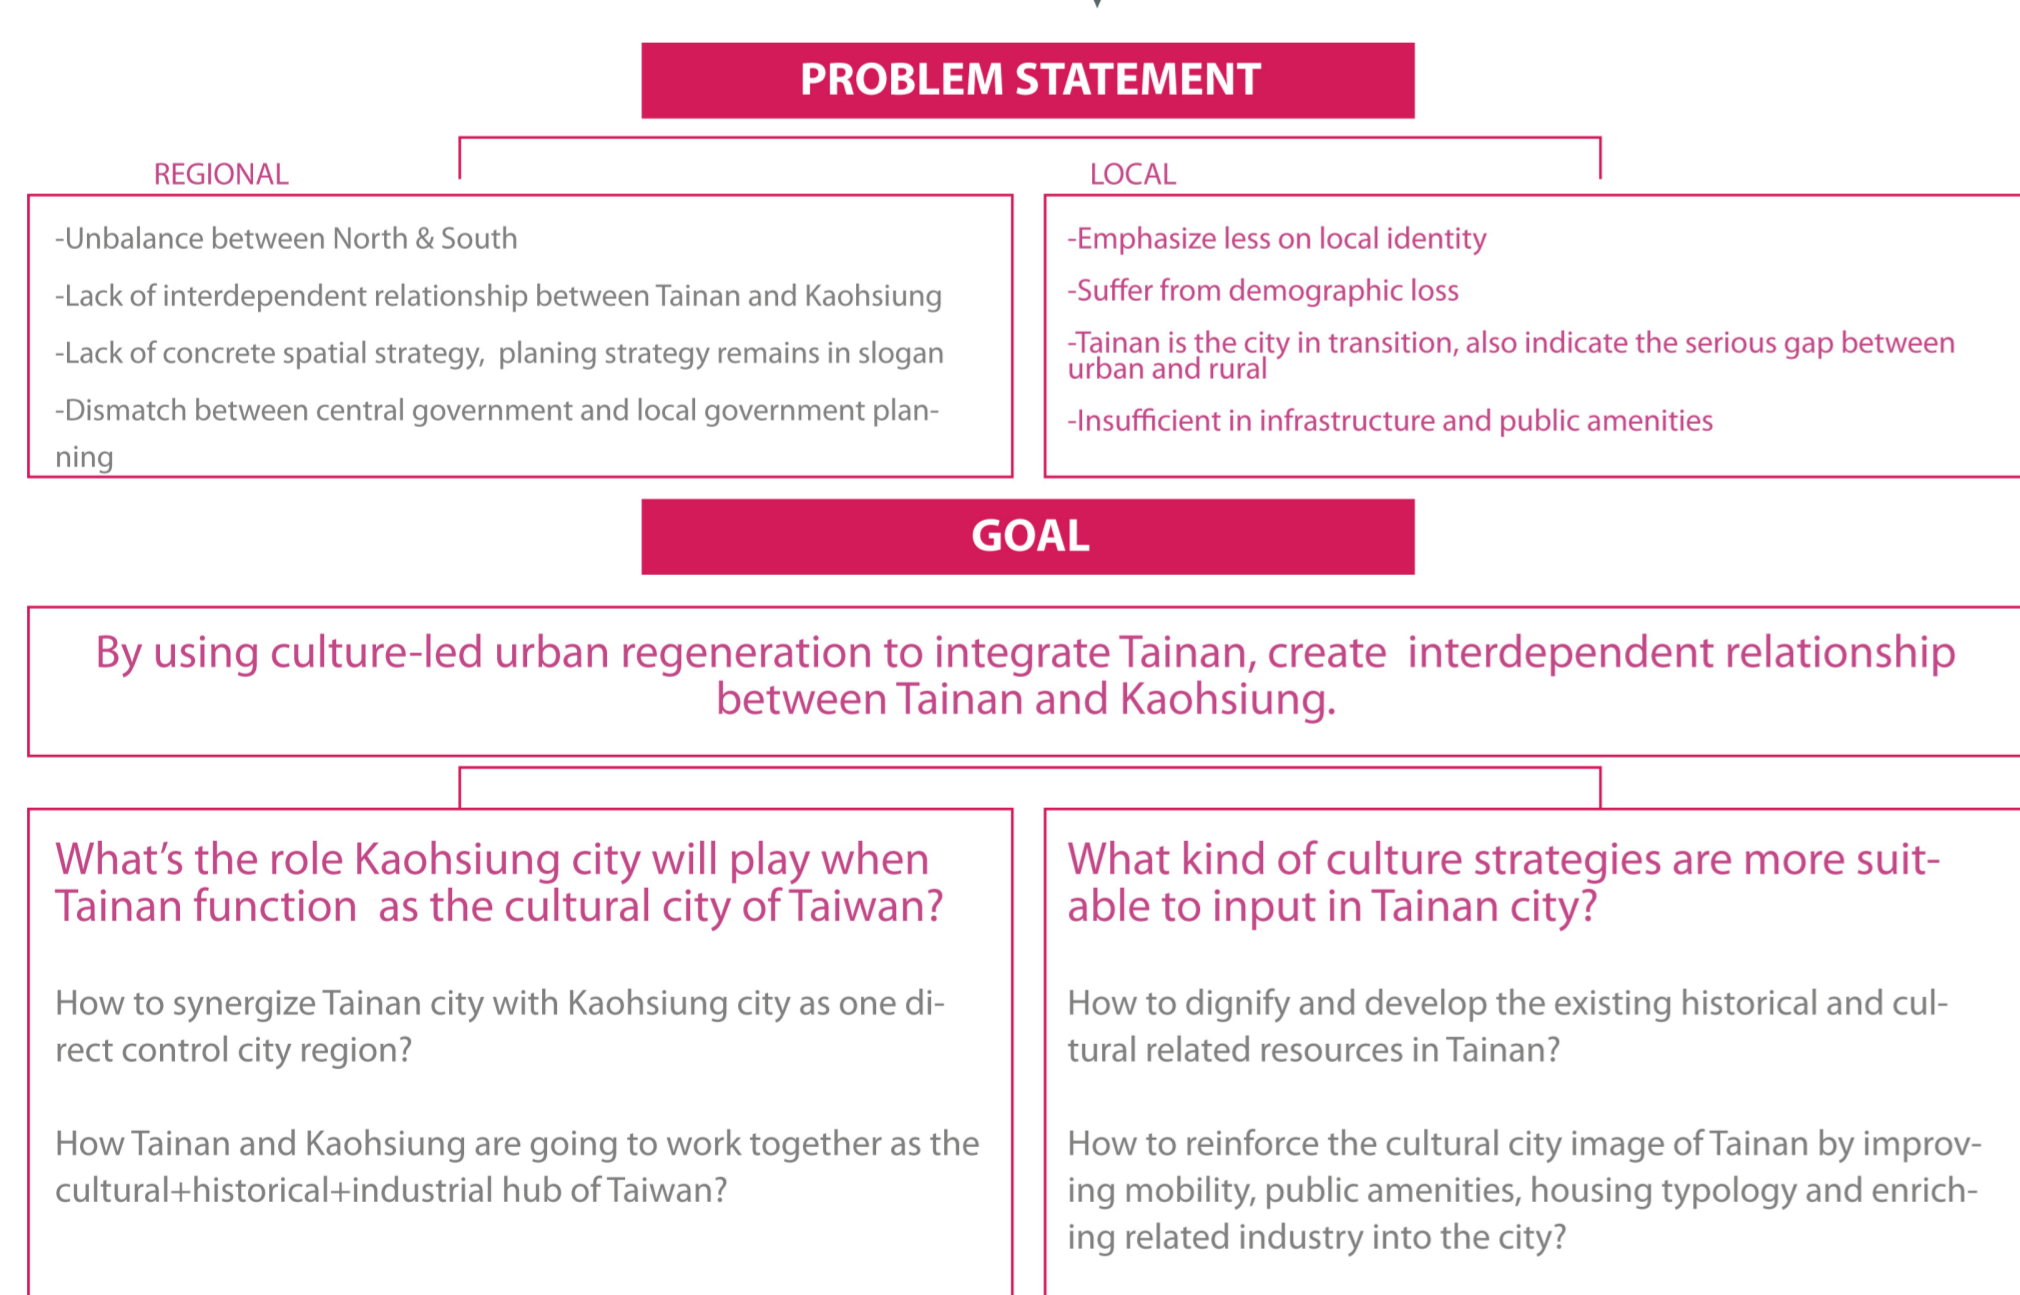 PROBLEM STATEMENT
REGIONAL
-Unbalance between North & South
-Lack of interdependent relationship between Tainan and Kaohsiung
-Lack of concrete spatial strategy,  planing strategy remains in slogan
-Dismatch between central government and local government plan-
ning
LOCAL
-Emphasize less on local identity
-Suffer from demographic loss
-Tainan is the city in transition, also indicate the serious gap between
urban and rural
-Insufficient in infrastructure and public amenities
GOAL
By using culture-led urban regeneration to integrate Tainan, create  interdependent relationship
between Tainan and Kaohsiung.
What’s the role Kaohsiung city will play when
Tainan function  as the cultural city of Taiwan?
How to synergize Tainan city with Kaohsiung city as one di-
rect control city region?
How Tainan and Kaohsiung are going to work together as the
cultural+historical+industrial hub of Taiwan?
What kind of culture strategies are more suit-
able to input in Tainan city?
How to dignify and develop the existing historical and cul-
tural related resources in Tainan?
How to reinforce the cultural city image of Tainan by improv-
ing mobility, public amenities, housing typology and enrich-
ing related industry into the city?